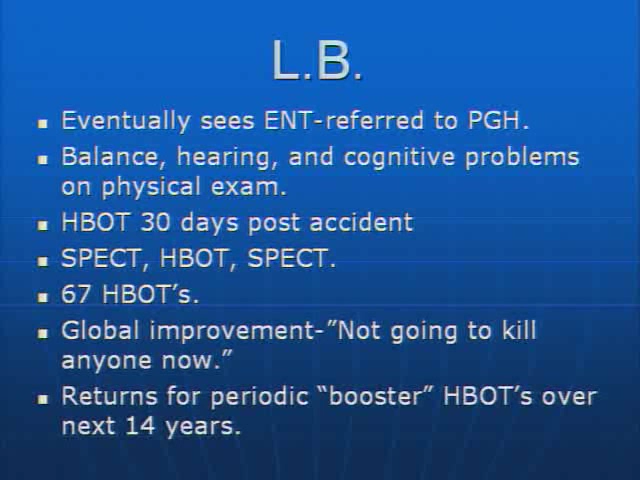 L.B.
Eventually sees ENT-referred to PGH.
Balance, hearing, and cognitive problems
on physical exam.
HBOT 30 days post accident
SPECT, HBOT, SPECT.
67 HBOT’s.
Global improvement-”Not going to kill
anyone now.”
Returns for periodic “booster” HBOT’s over
next 14 years.